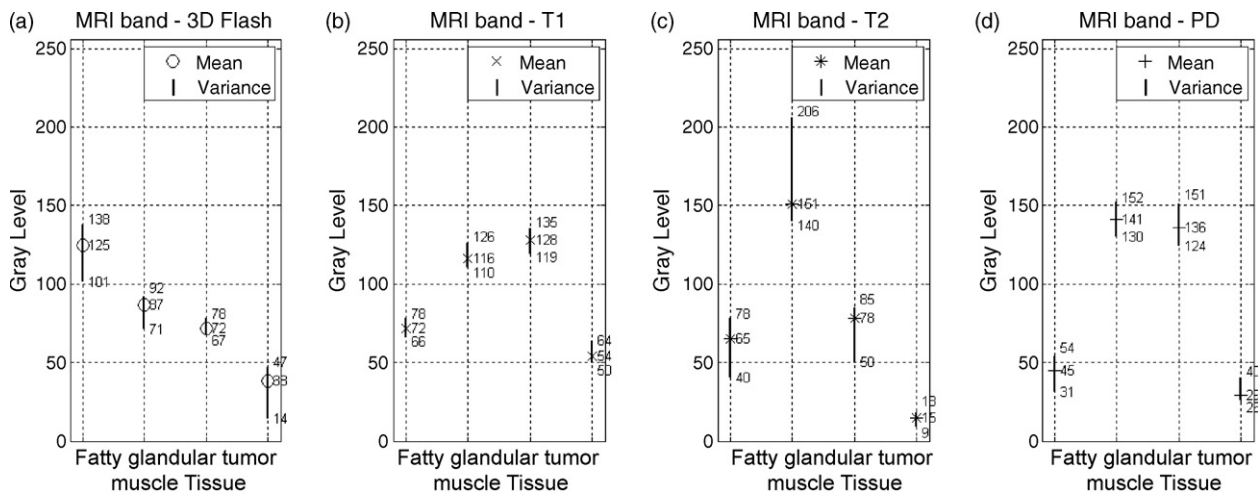 (a)
MRI band - 3D Flash
250
200
150
100
50
0
Gray Level
Mean
Variance
138
125
101
92
87
71
78
72
67
47
38
14
Fatty glandular tumor
muscle Tissue
(b)
MRI band - T1
250
200
150
100
50
0
Gray Level
Mean
Variance
78
72
66
126
116
110
135
128
119
64
54
50
Fatty glandular tumor
muscle Tissue
(c)
MRI band - T2
250
200
150
100
50
0
Gray Level
Mean
Variance
78
65
40
206
151
140
85
78
50
18
15
9
Fatty glandular tumor
muscle Tissue
(d)
MRI band - PD
250
200
150
100
50
0
Gray Level
Mean
Variance
54
45
31
152
141
130
151
136
124
Fatty glandular tumor
muscle Tissue